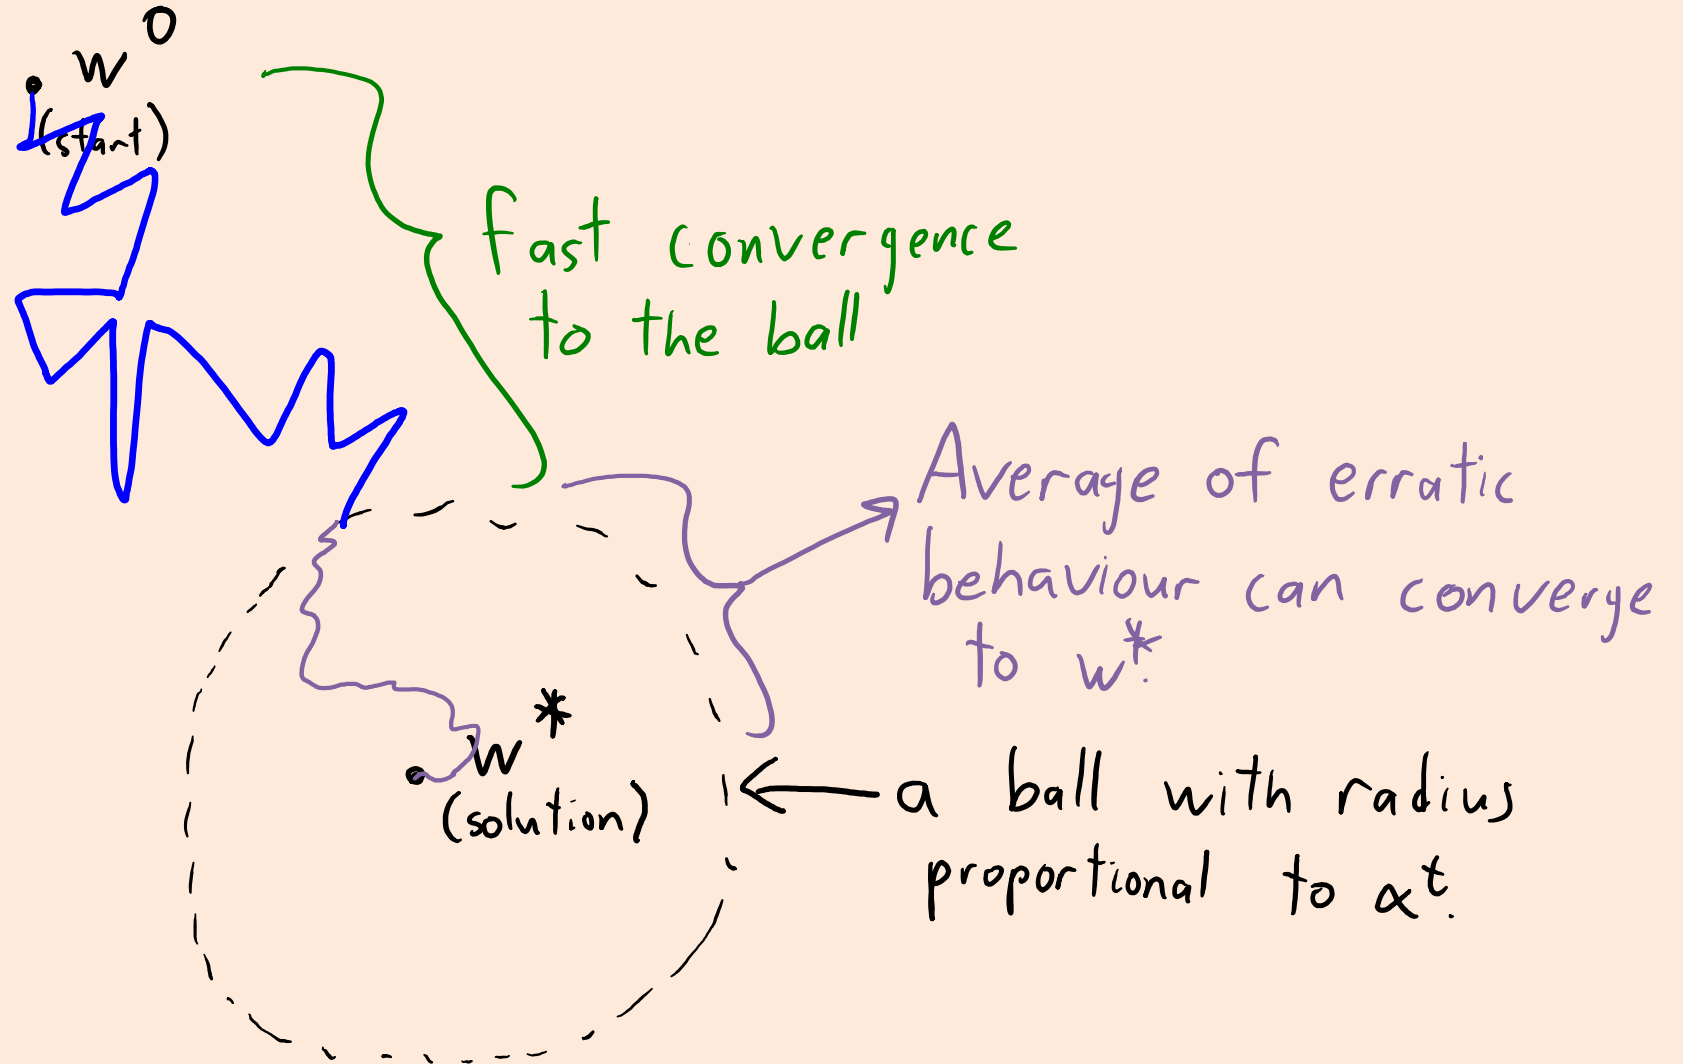 w⁰
(start)
fast convergence
to the ball
Average of erratic
behaviour can converge
to w*.
w*
(solution)
a ball with radius
proportional to αᵗ.